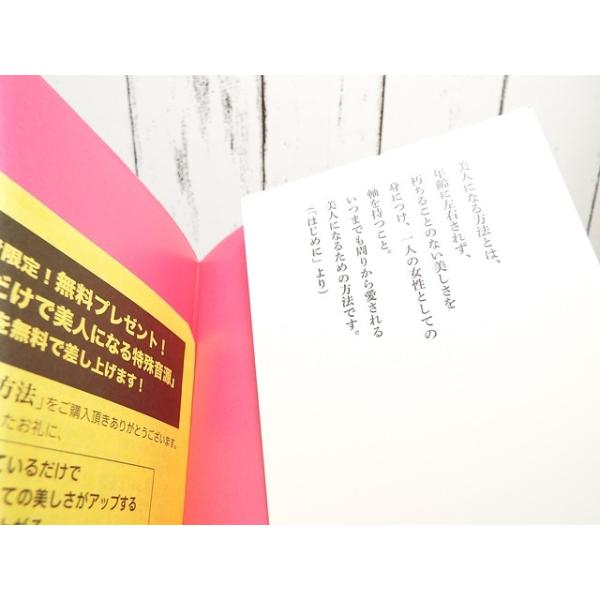 限定！無料プレゼント！
だけで美人になる特殊音源」
を無料で差し上げます！
方法」をご購入頂きありがとうございます。
たお礼に、
ているだけで
ての美しさがアップする
美人になる方法とは、
年齢に左右されず、
朽ちることのない美しさを
身につけ、一人の女性としての
軸を持つこと。
いつまでも周りから愛される
美人になるための方法です。
（「はじめに」より）